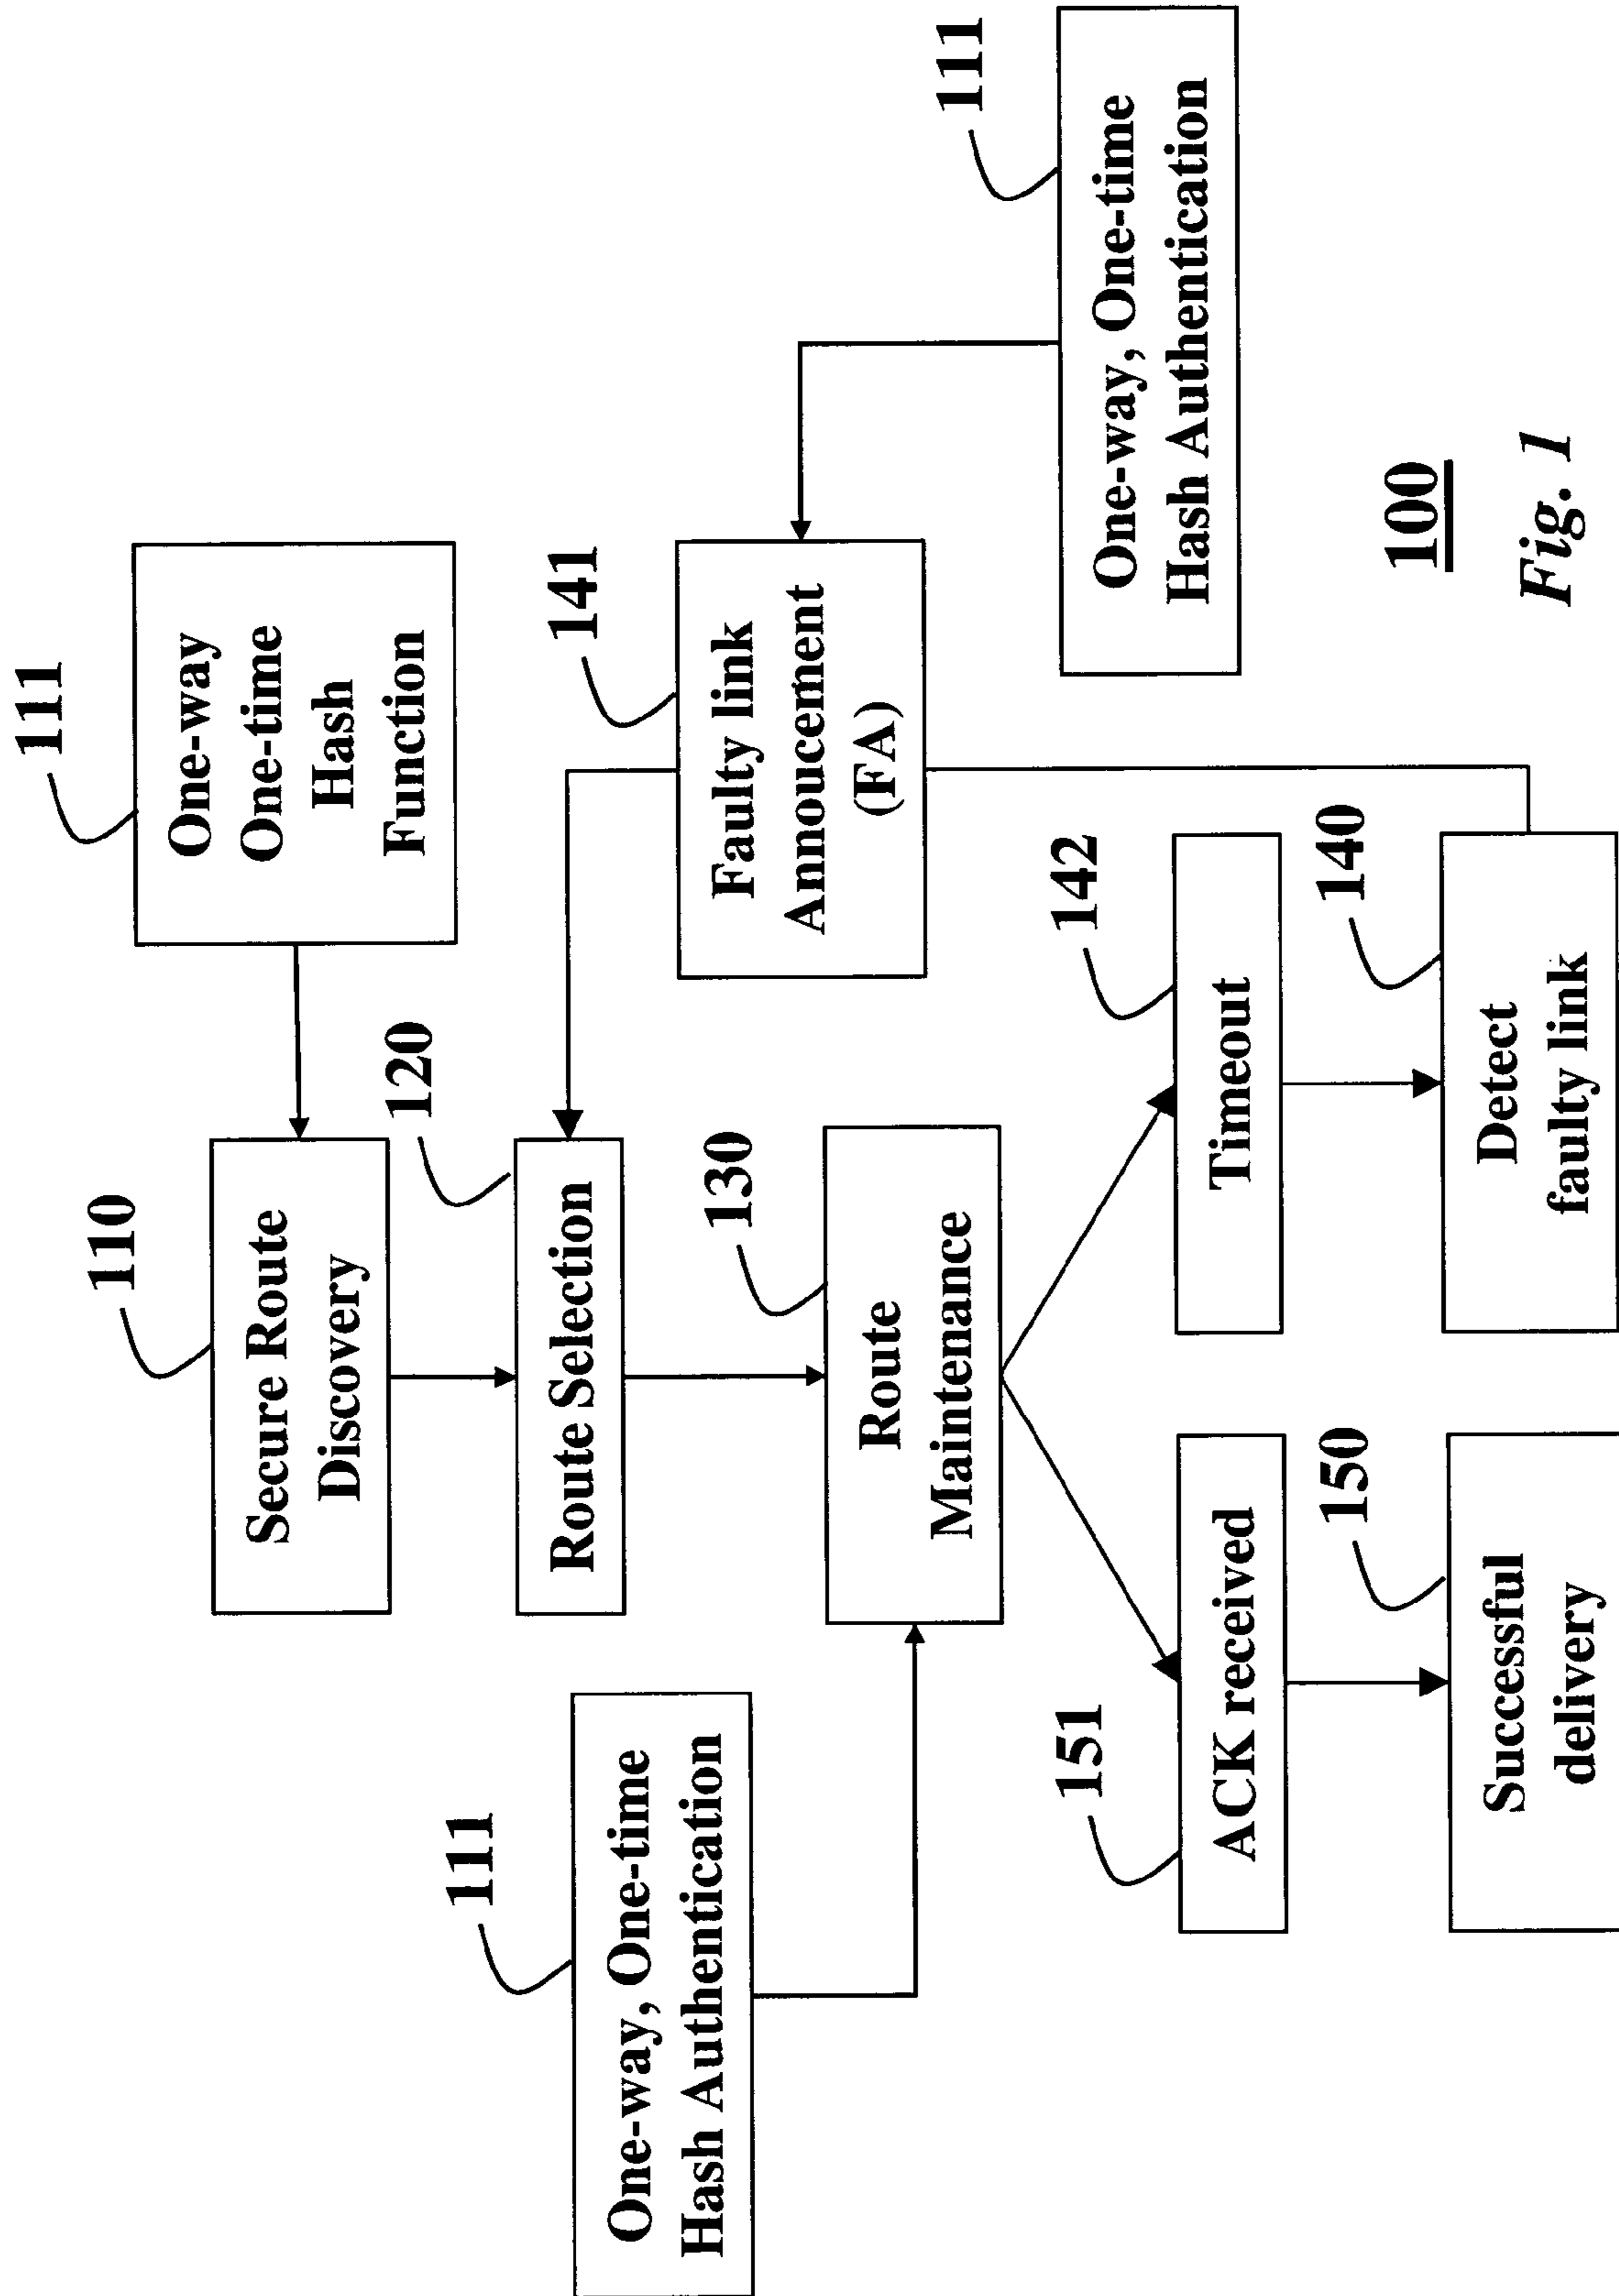 111
One-way
One-time
Hash
Function
110
Secure Route
Discovery
120
Route Selection
111
One-way, One-time
Hash Authentication
130
Route
Maintenance
141
Faulty link
Annoucement
(FA)
111
One-way, One-time
Hash Authentication
151
ACK received
142
Timeout
150
Successful
delivery
140
Detect
faulty link
100
Fig. 1